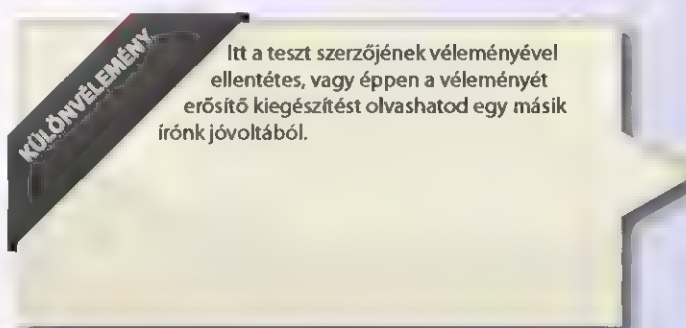 KÜLÖNVÉLEMÉNY
Itt a teszt szerzőjének véleményével
ellentétes, vagy éppen a véleményét
erősítő kiegészítést olvashatod egy másik
írónk jóvoltából.